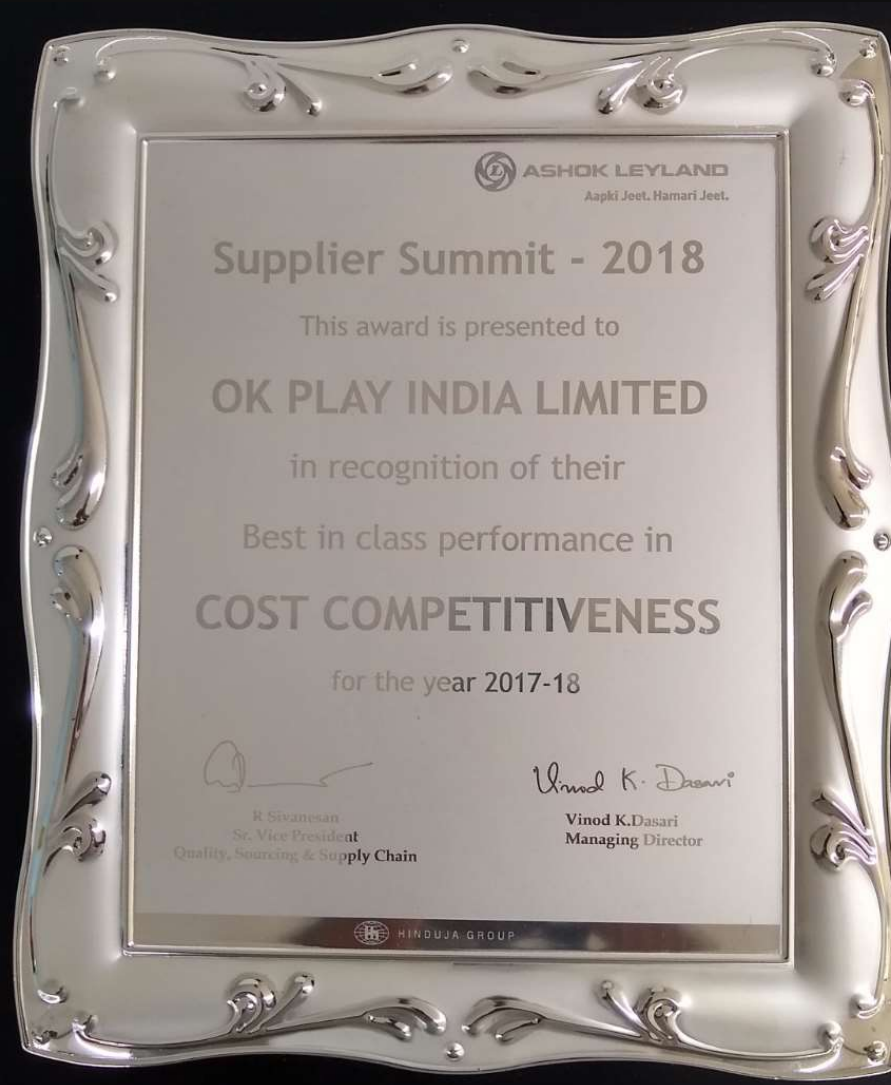 ASHOK LEYLAND
Aapki Jeet. Hamari Jeet.
Supplier Summit - 2018
This award is presented to
OK PLAY INDIA LIMITED
in recognition of their
Best in class performance in
COST COMPETITIVENESS
for the year 2017-18
Vinod K. Dasari
R Sivanesan
Sr. Vice President
Quality, Sourcing & Supply Chain
Vinod K.Dasari
Managing Director
HINDUJA GROUP